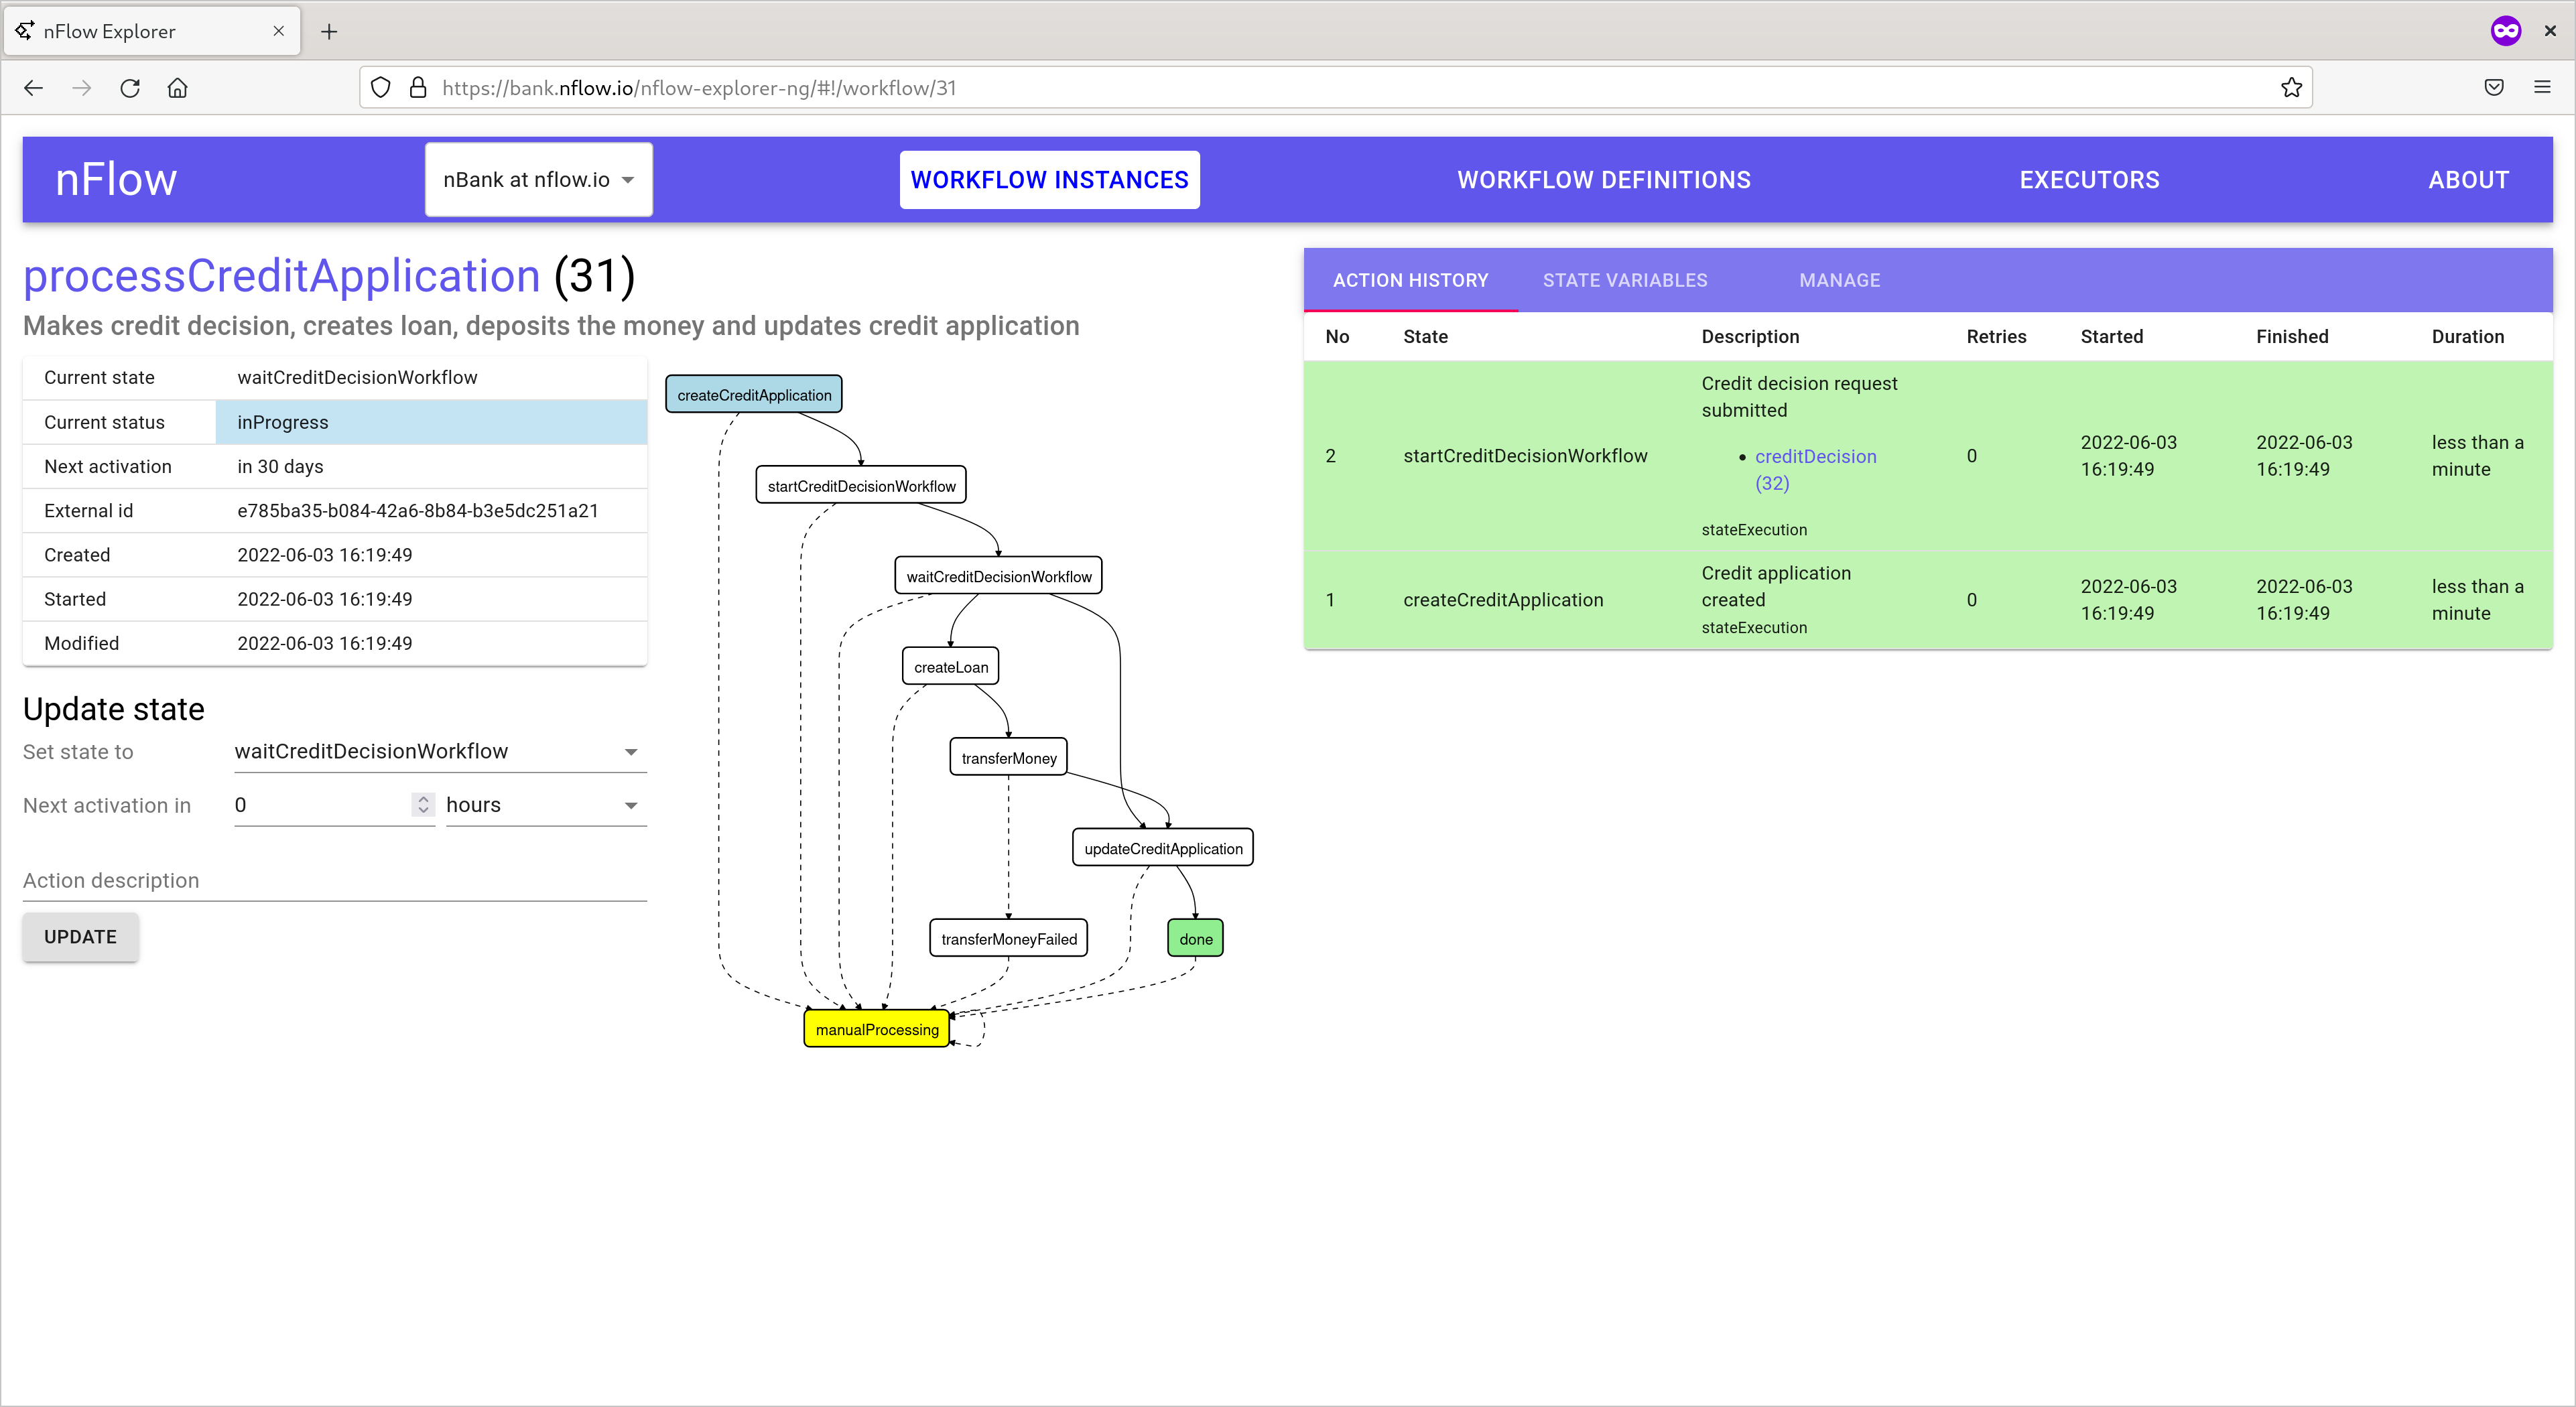 nFlow Explorer
https://bank.nflow.io/nflow-explorer-ng/#!/workflow/31
nFlow
nBank at nflow.io
WORKFLOW INSTANCES
WORKFLOW DEFINITIONS
EXECUTORS
ABOUT
processCreditApplication (31)
Makes credit decision, creates loan, deposits the money and updates credit application
Current state waitCreditDecisionWorkflow
Current status inProgress
Next activation in 30 days
External id e785ba35-b084-42a6-8b84-b3e5dc251a21
Created 2022-06-03 16:19:49
Started 2022-06-03 16:19:49
Modified 2022-06-03 16:19:49
Update state
Set state to waitCreditDecisionWorkflow
Next activation in 0 hours
Action description
UPDATE
createCreditApplication
startCreditDecisionWorkflow
waitCreditDecisionWorkflow
createLoan
transferMoney
updateCreditApplication
transferMoneyFailed
done
manualProcessing
ACTION HISTORY STATE VARIABLES MANAGE
No State Description Retries Started Finished Duration
Credit decision request
submitted
2 startCreditDecisionWorkflow
• creditDecision
(32)
stateExecution
0
2022-06-03
16:19:49
2022-06-03
16:19:49
less than a
minute
1 createCreditApplication
Credit application
created
stateExecution
0
2022-06-03
16:19:49
2022-06-03
16:19:49
less than a
minute